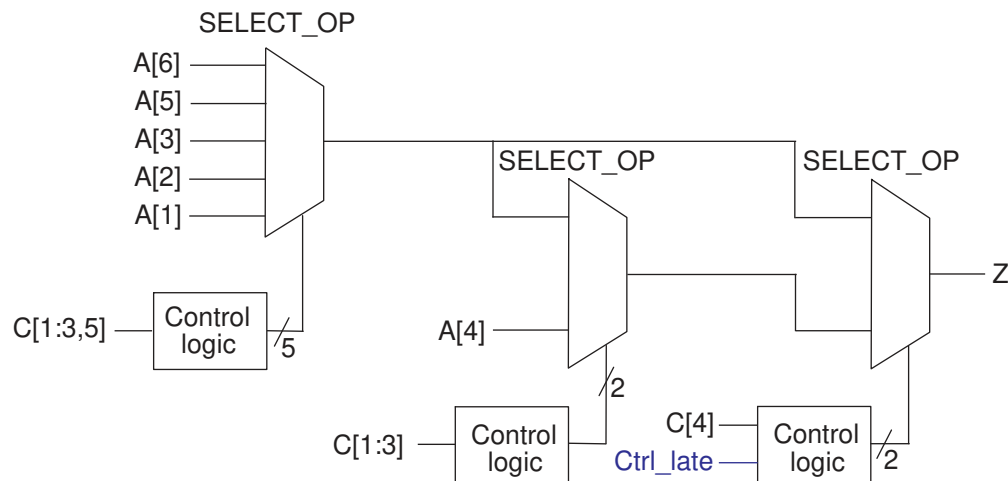 SELECT_OP
A[6]
A[5]
A[3]
A[2]
A[1]
C[1:3,5]
Control
logic
5
SELECT_OP
A[4]
2
C[1:3]
Control
logic
SELECT_OP
Z
C[4]
Ctrl_late
Control
logic
2